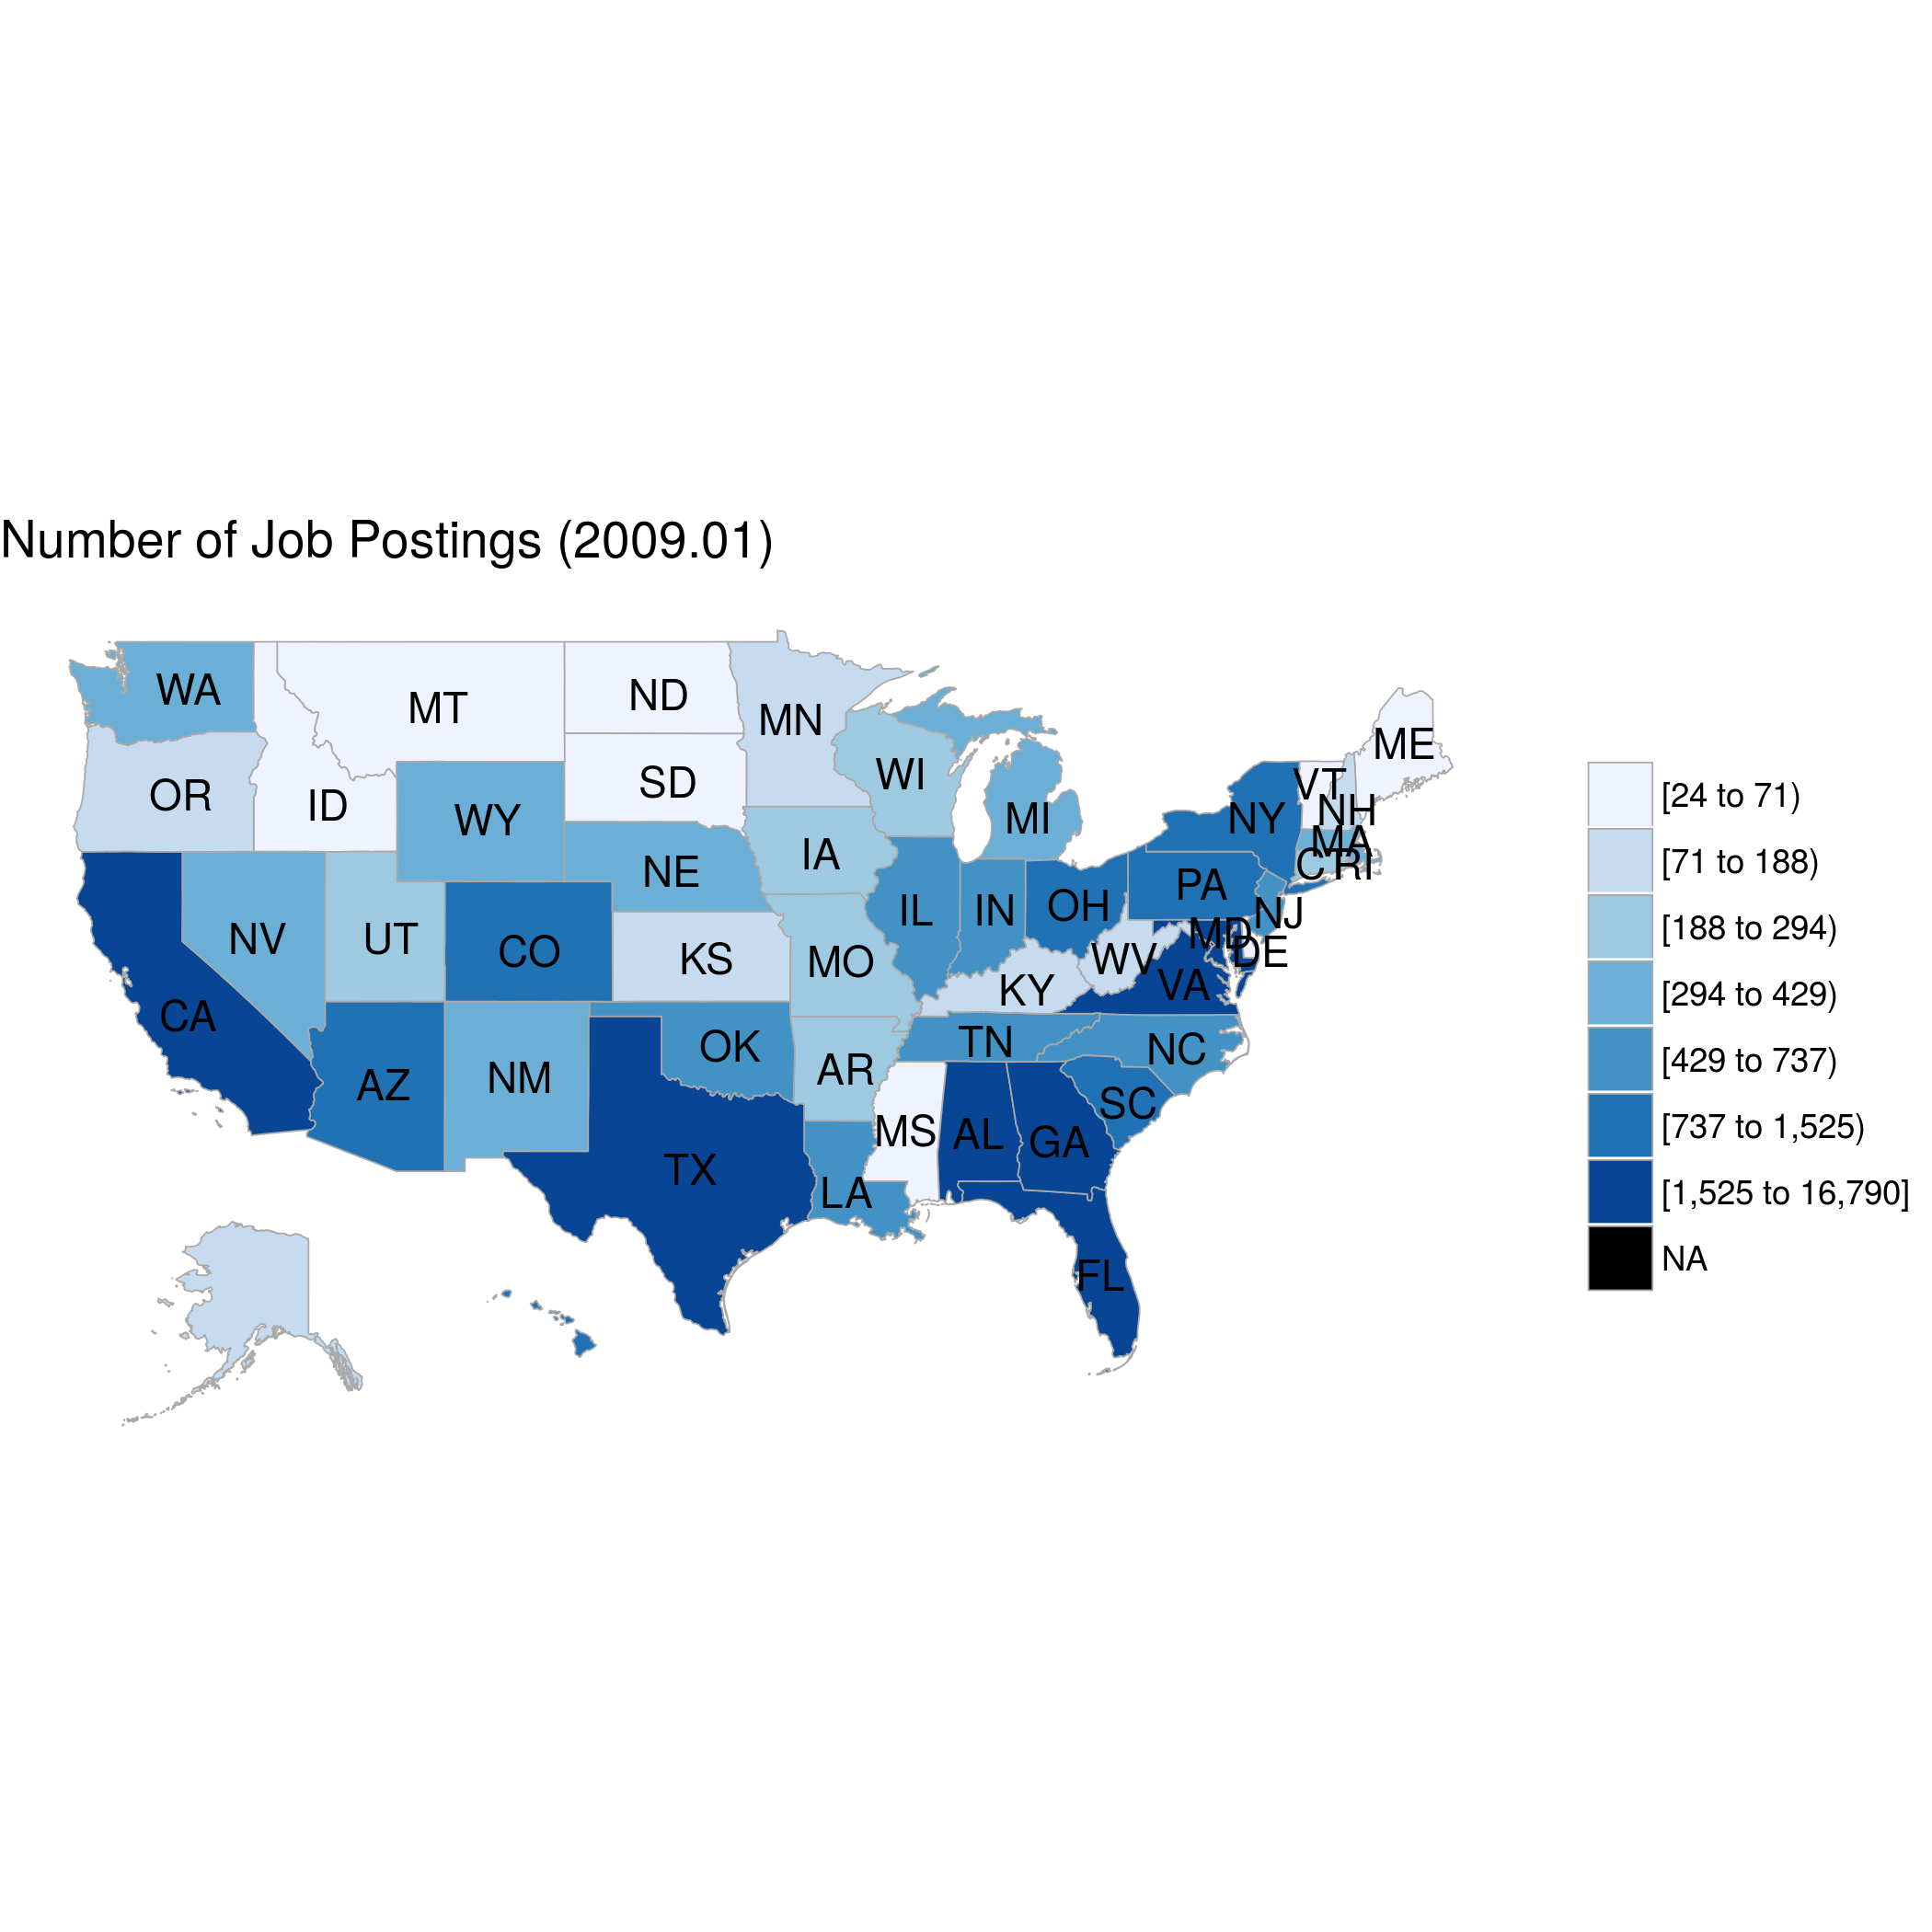 Number of Job Postings (2009.01)
WA
MT
ND
MN
OR
ID
WY
SD
WI
MI
ME
VT
NH
MA
CT
RI
NY
NE
IA
IL
IN
OH
PA
NJ
MD
DE
NV
UT
CO
KS
MO
KY
WV
VA
CA
AZ
NM
OK
AR
TN
NC
SC
TX
LA
MS
AL
GA
FL
[24 to 71)
[71 to 188)
[188 to 294)
[294 to 429)
[429 to 737)
[737 to 1,525)
[1,525 to 16,790]
NA